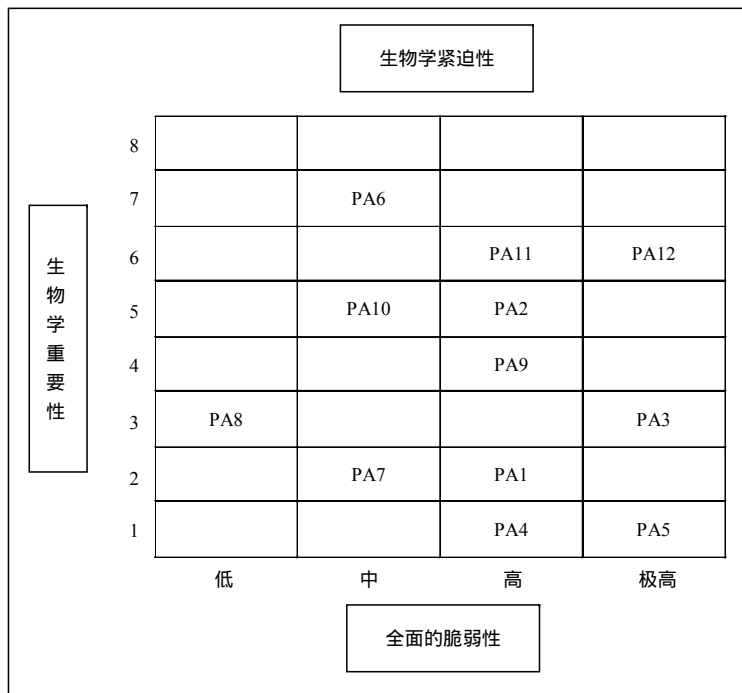 生物学紧迫性
8
7 PA6
6 PA11 PA12
5 PA10 PA2
4 PA9
3 PA8 PA3
2 PA7 PA1
1 PA4 PA5
低 中 高 极高
生物学重要性
全面的脆弱性